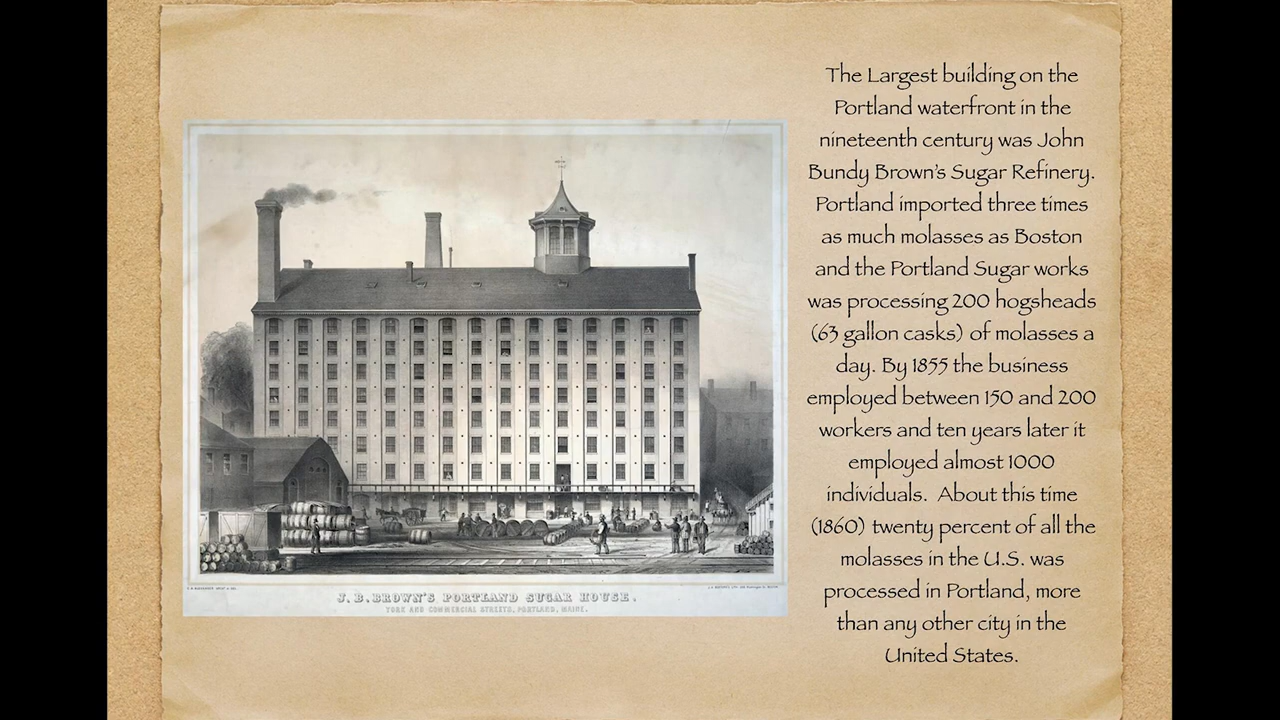 The Largest building on the
Portland waterfront in the
nineteenth century was John
Bundy Brown's Sugar Refinery.
Portland imported three times
as much molasses as Boston
and the Portland Sugar works
was processing 200 hogsheads
(63 gallon casks) of molasses a
day. By 1855 the business
employed between 150 and 200
workers and ten years later it
employed almost 1000
individuals. About this time
(1860) twenty percent of all the
molasses in the U.S. was
processed in Portland, more
than any other city in the
United States.
J. B. BROWN'S PORTLAND SUGAR HOUSE,
YORK AND COMMERCIAL STREETS, PORTLAND, MAINE.